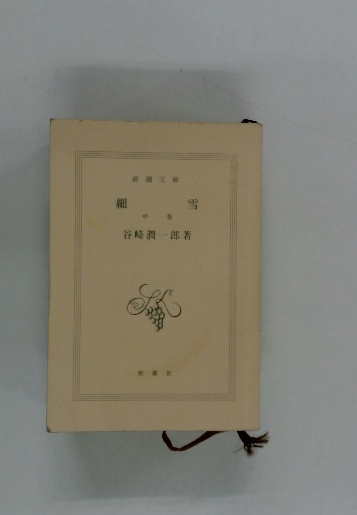 新潮文庫
細 雪
中巻
谷崎潤一郎著
新潮社